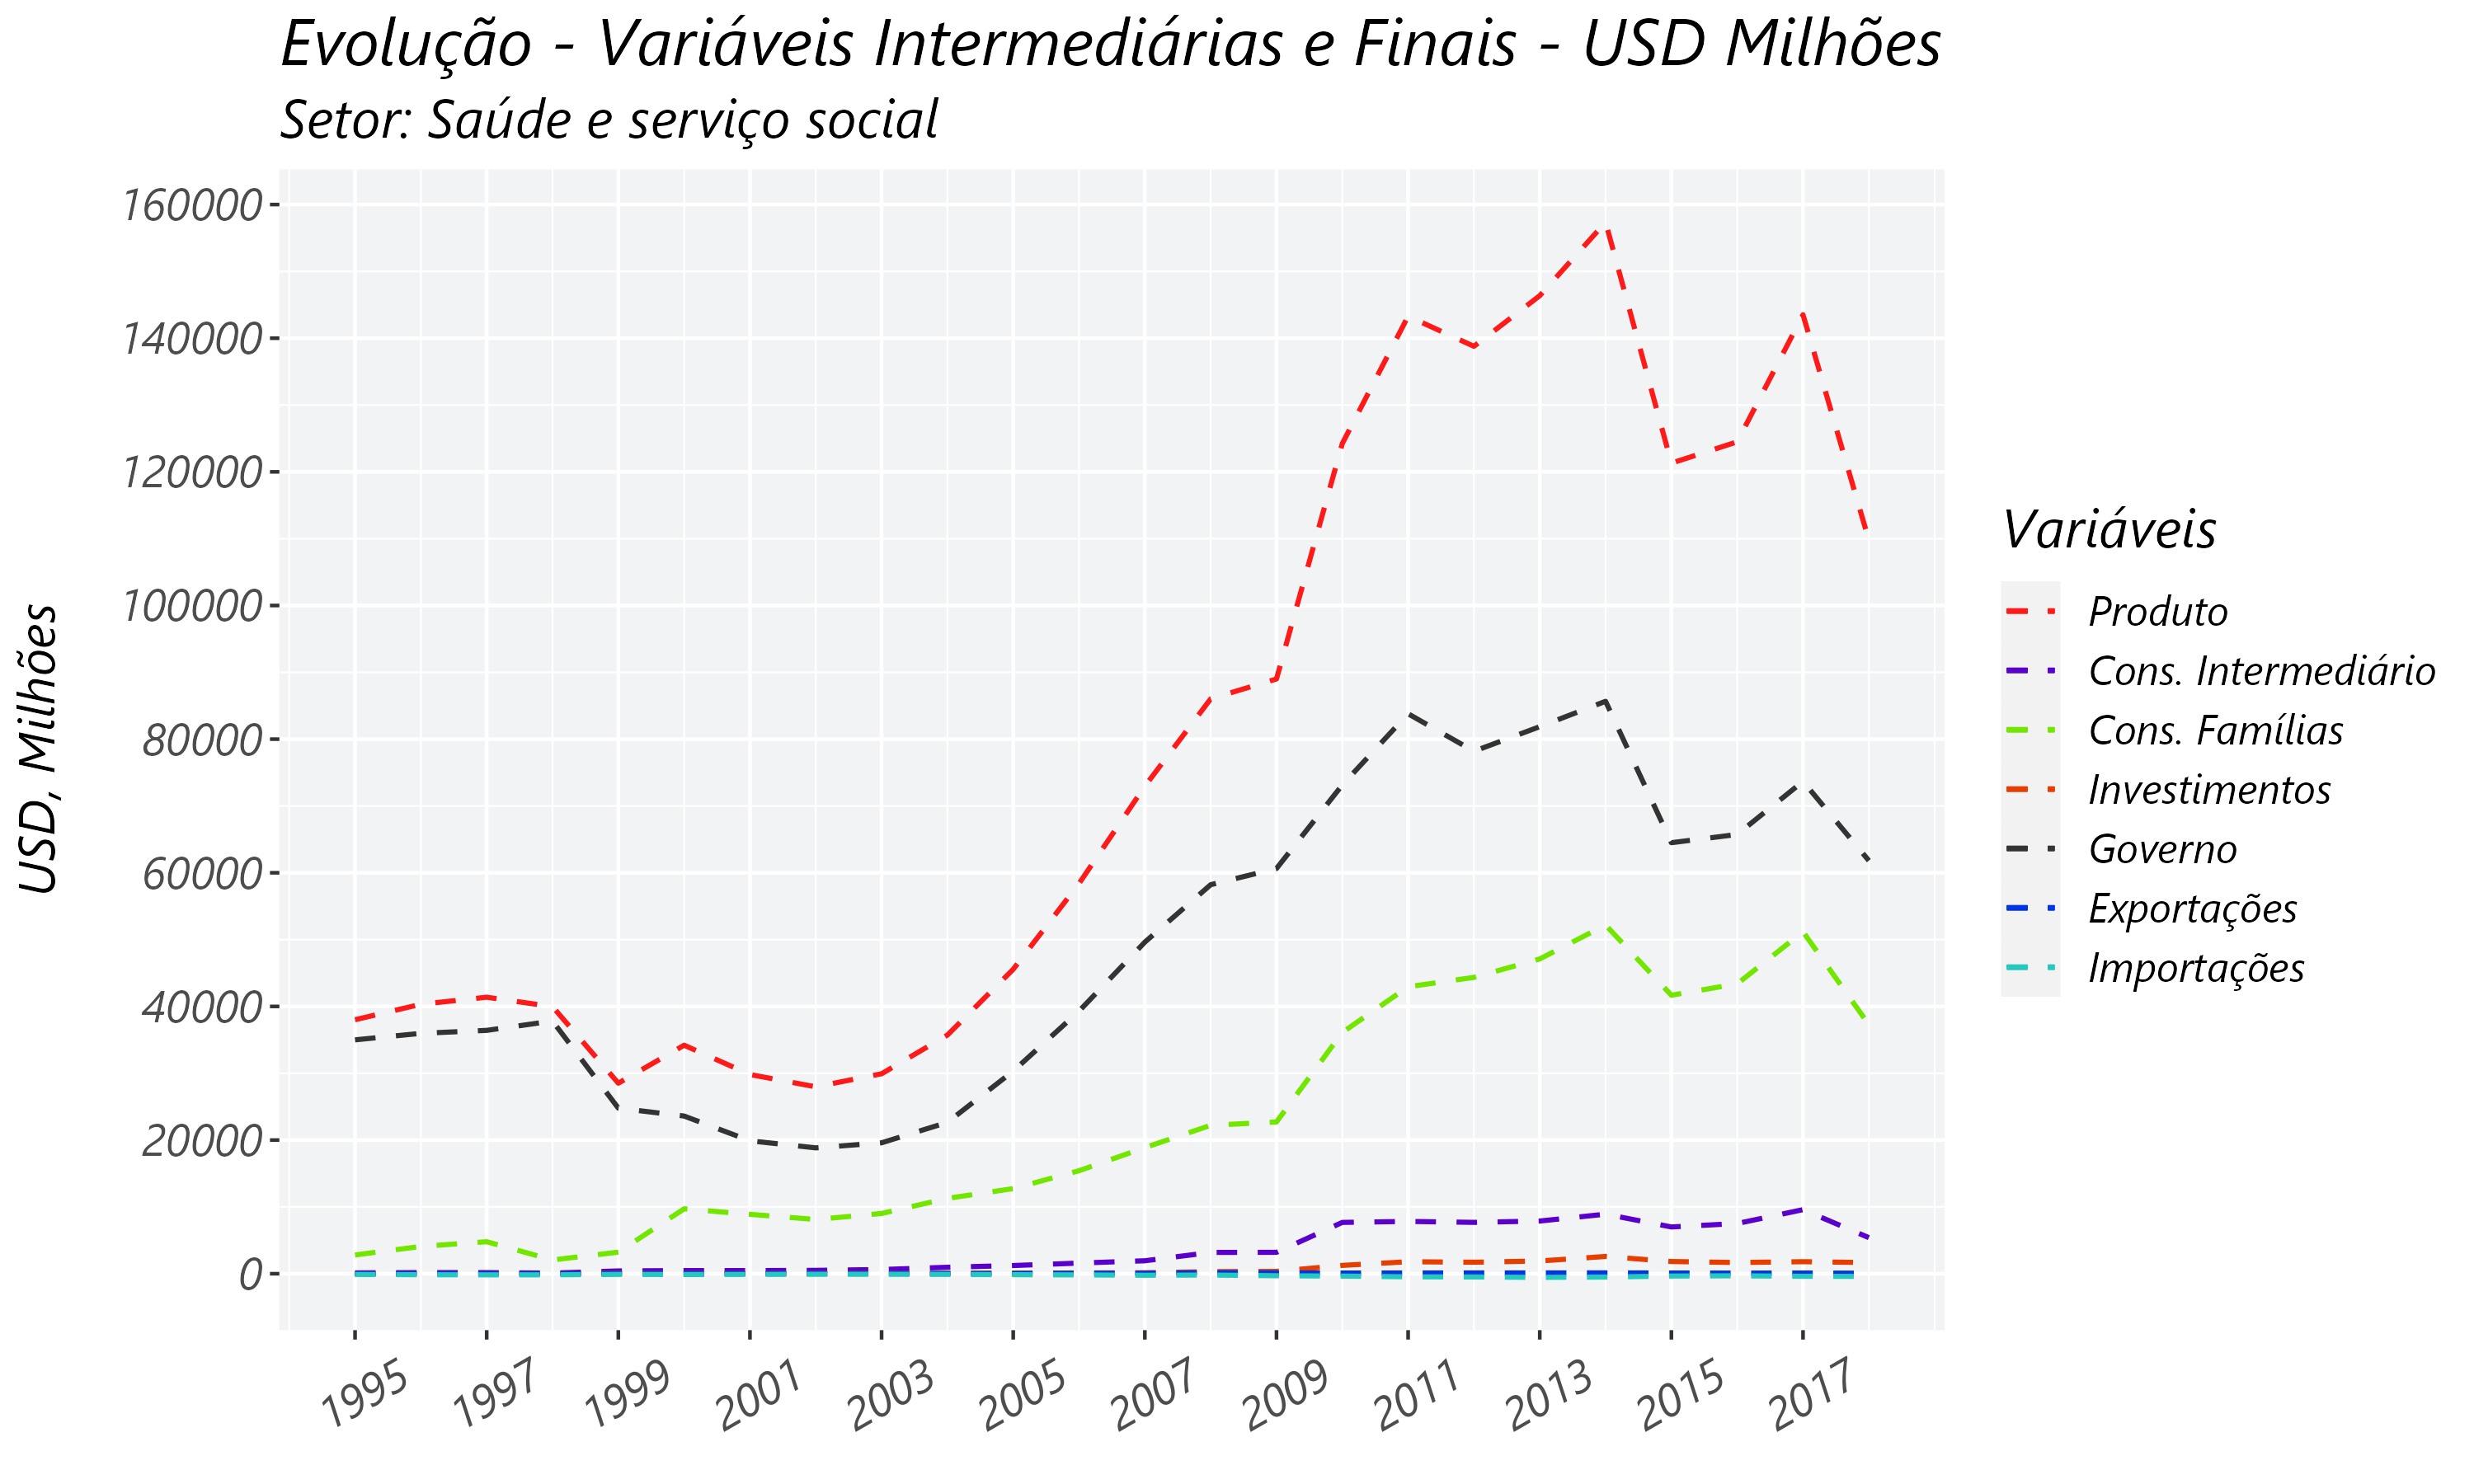 Evolução - Variáveis Intermediárias e Finais - USD Milhões
Setor: Saúde e serviço social
USD, Milhões
160000
140000
120000
100000
80000
60000
40000
20000
0
1995
1997
1999
2001
2003
2005
2007
2009
2011
2013
2015
2017
Variáveis
Produto
Cons. Intermediário
Cons. Famílias
Investimentos
Governo
Exportações
Importações